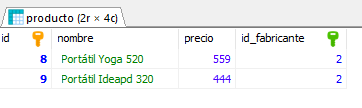 producto (2r × 4c)
id nombre precio id_fabricante
8 Portátil Yoga 520 559 2
9 Portátil Ideapd 320 444 2